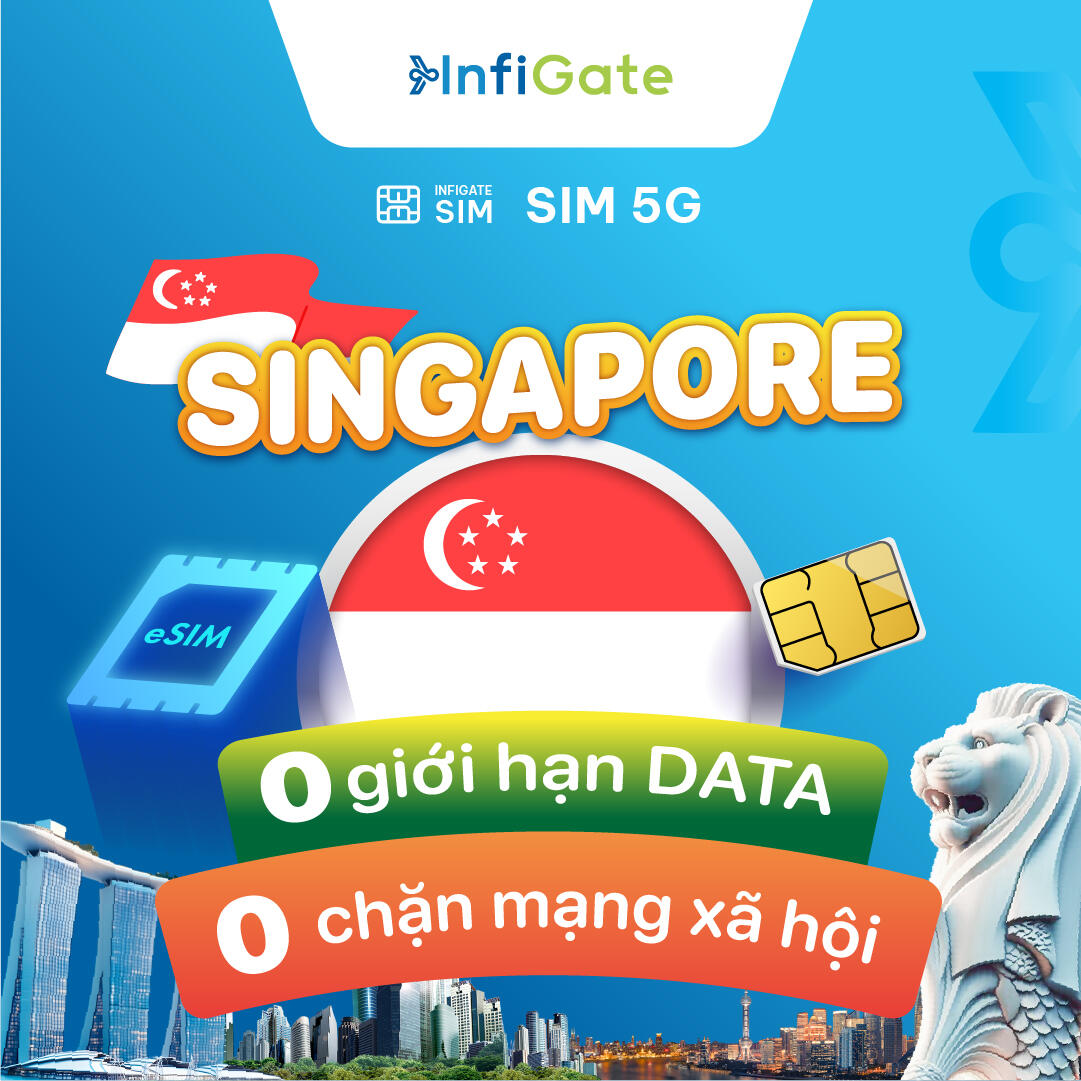 InfiGate
INFIGATE
SIM
SIM 5G
SINGAPORE
eSIM
0 giới hạn DATA
0 chặn mạng xã hội